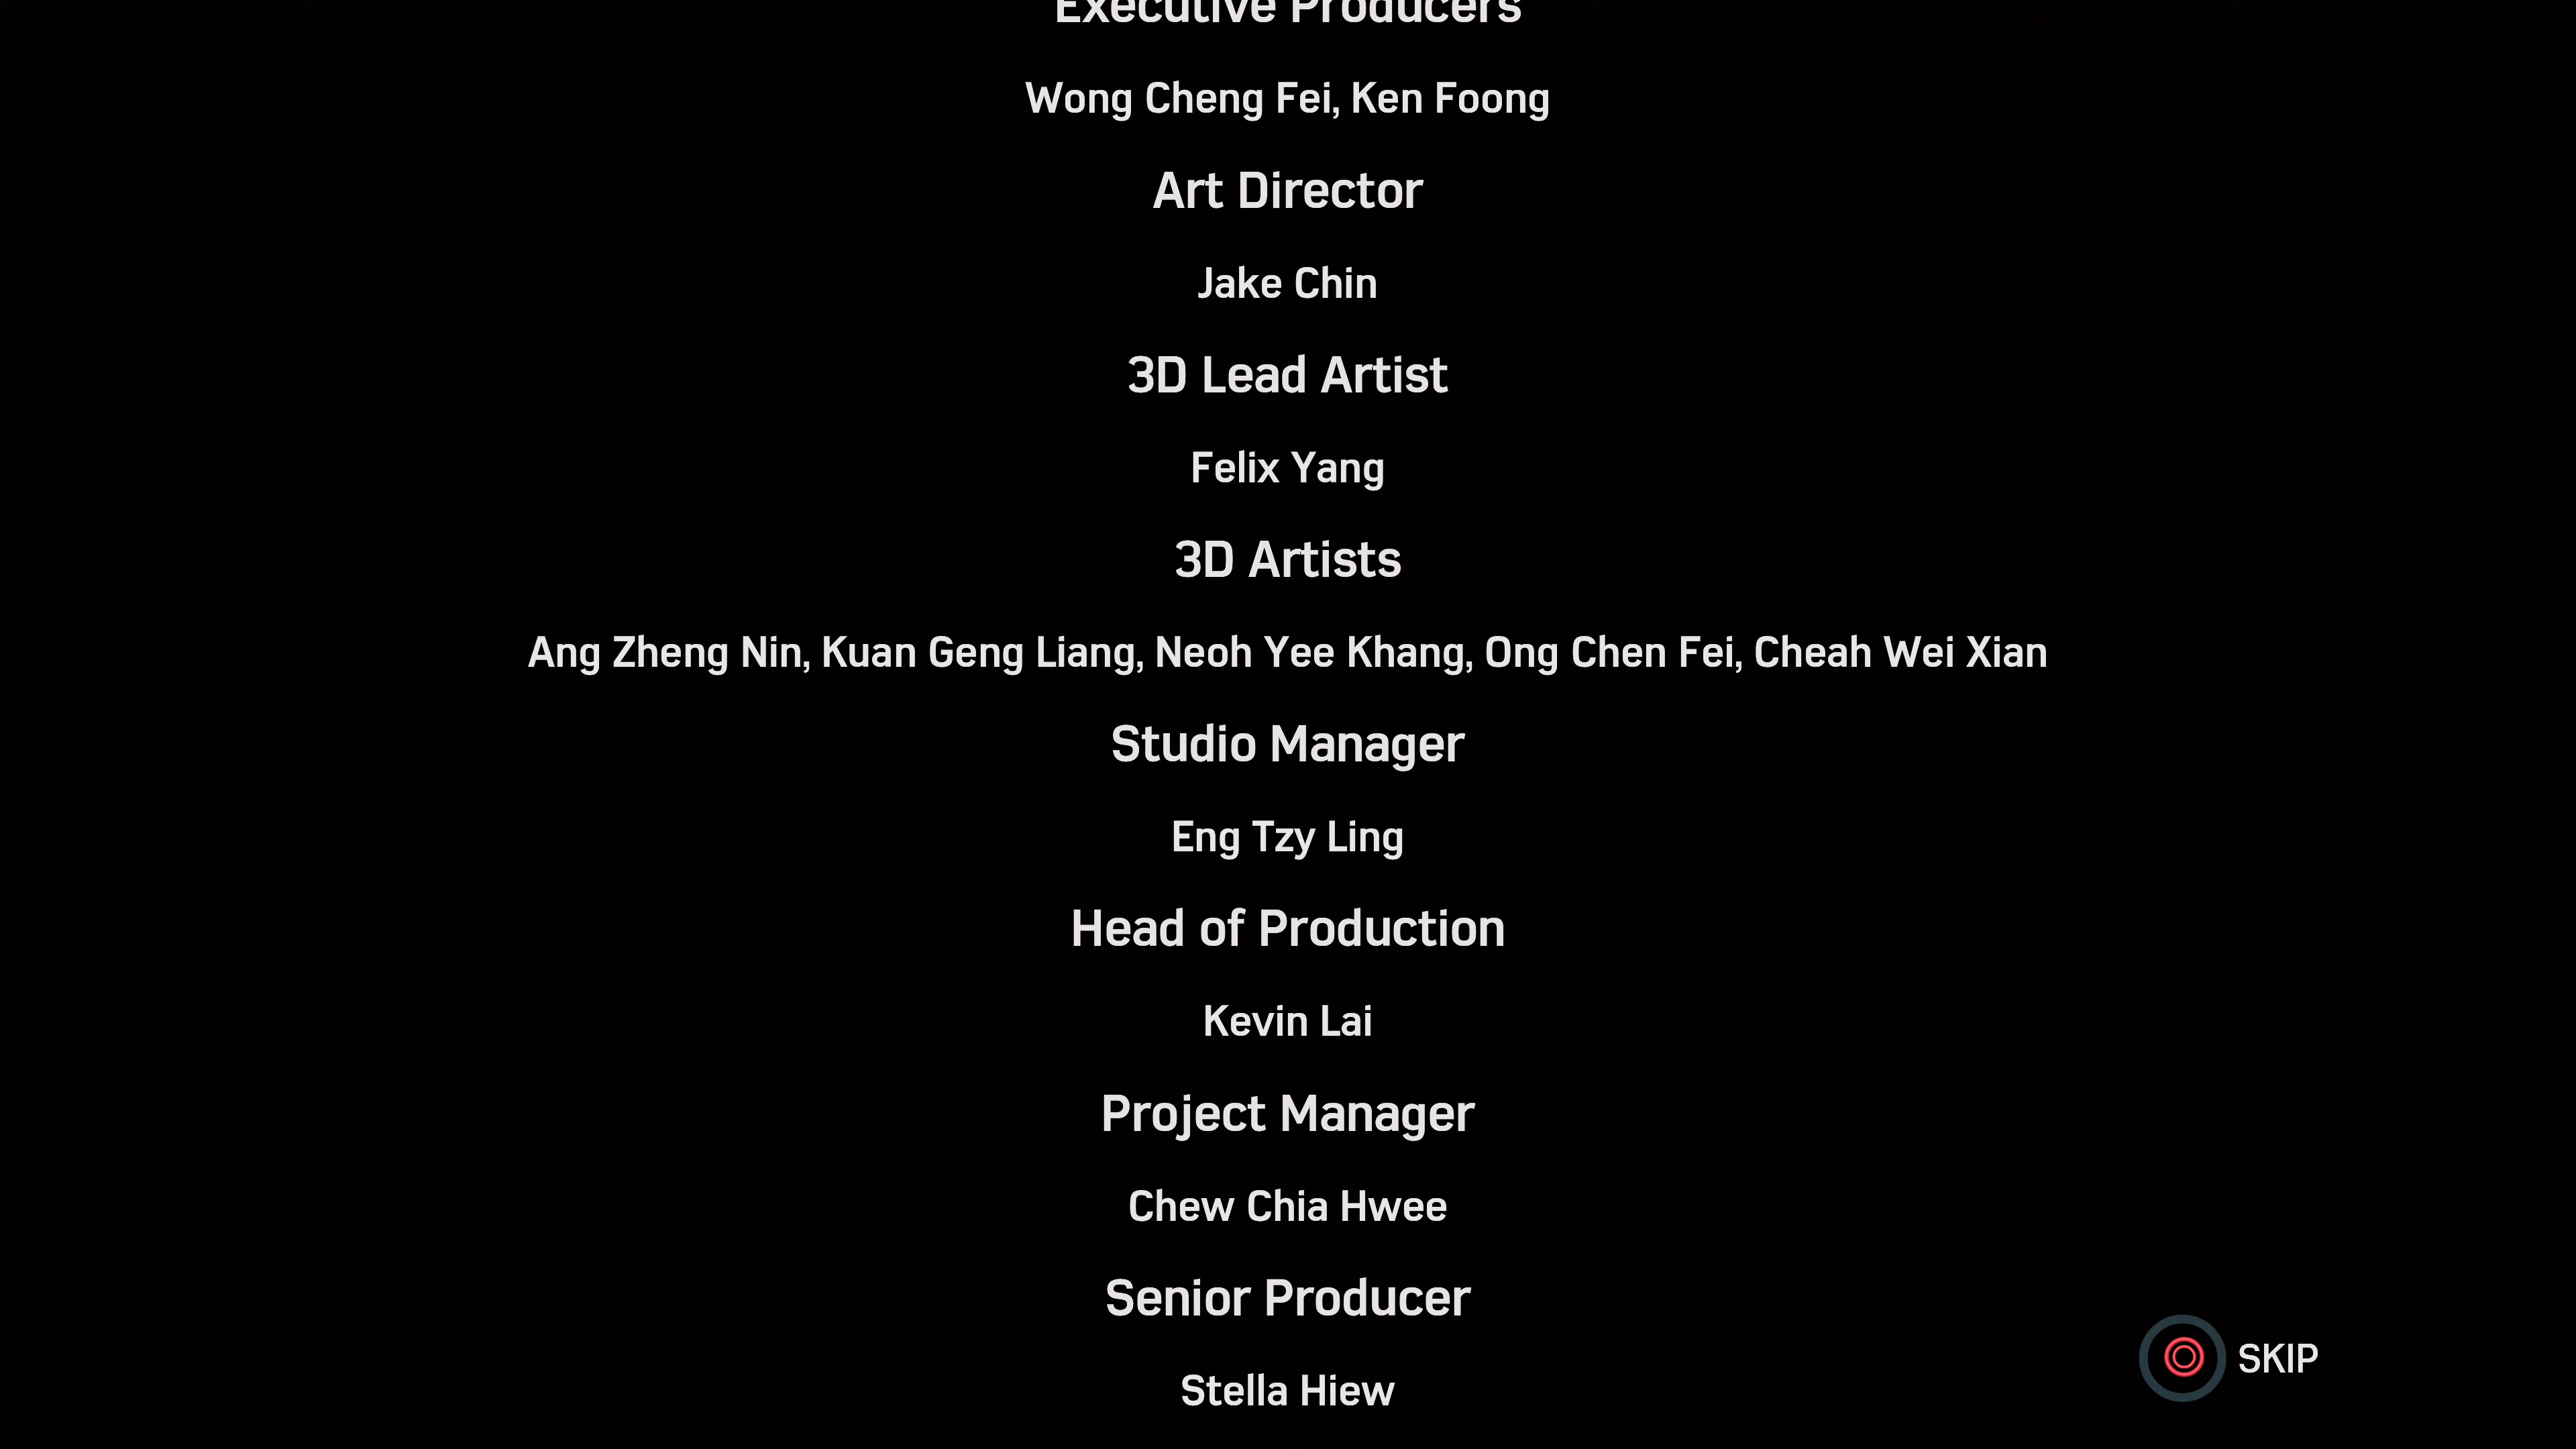 Executive Producers
Wong Cheng Fei, Ken Foong
Art Director
Jake Chin
3D Lead Artist
Felix Yang
3D Artists
Ang Zheng Nin, Kuan Geng Liang, Neoh Yee Khang, Ong Chen Fei, Cheah Wei Xian
Studio Manager
Eng Tzy Ling
Head of Production
Kevin Lai
Project Manager
Chew Chia Hwee
Senior Producer
Stella Hiew
SKIP